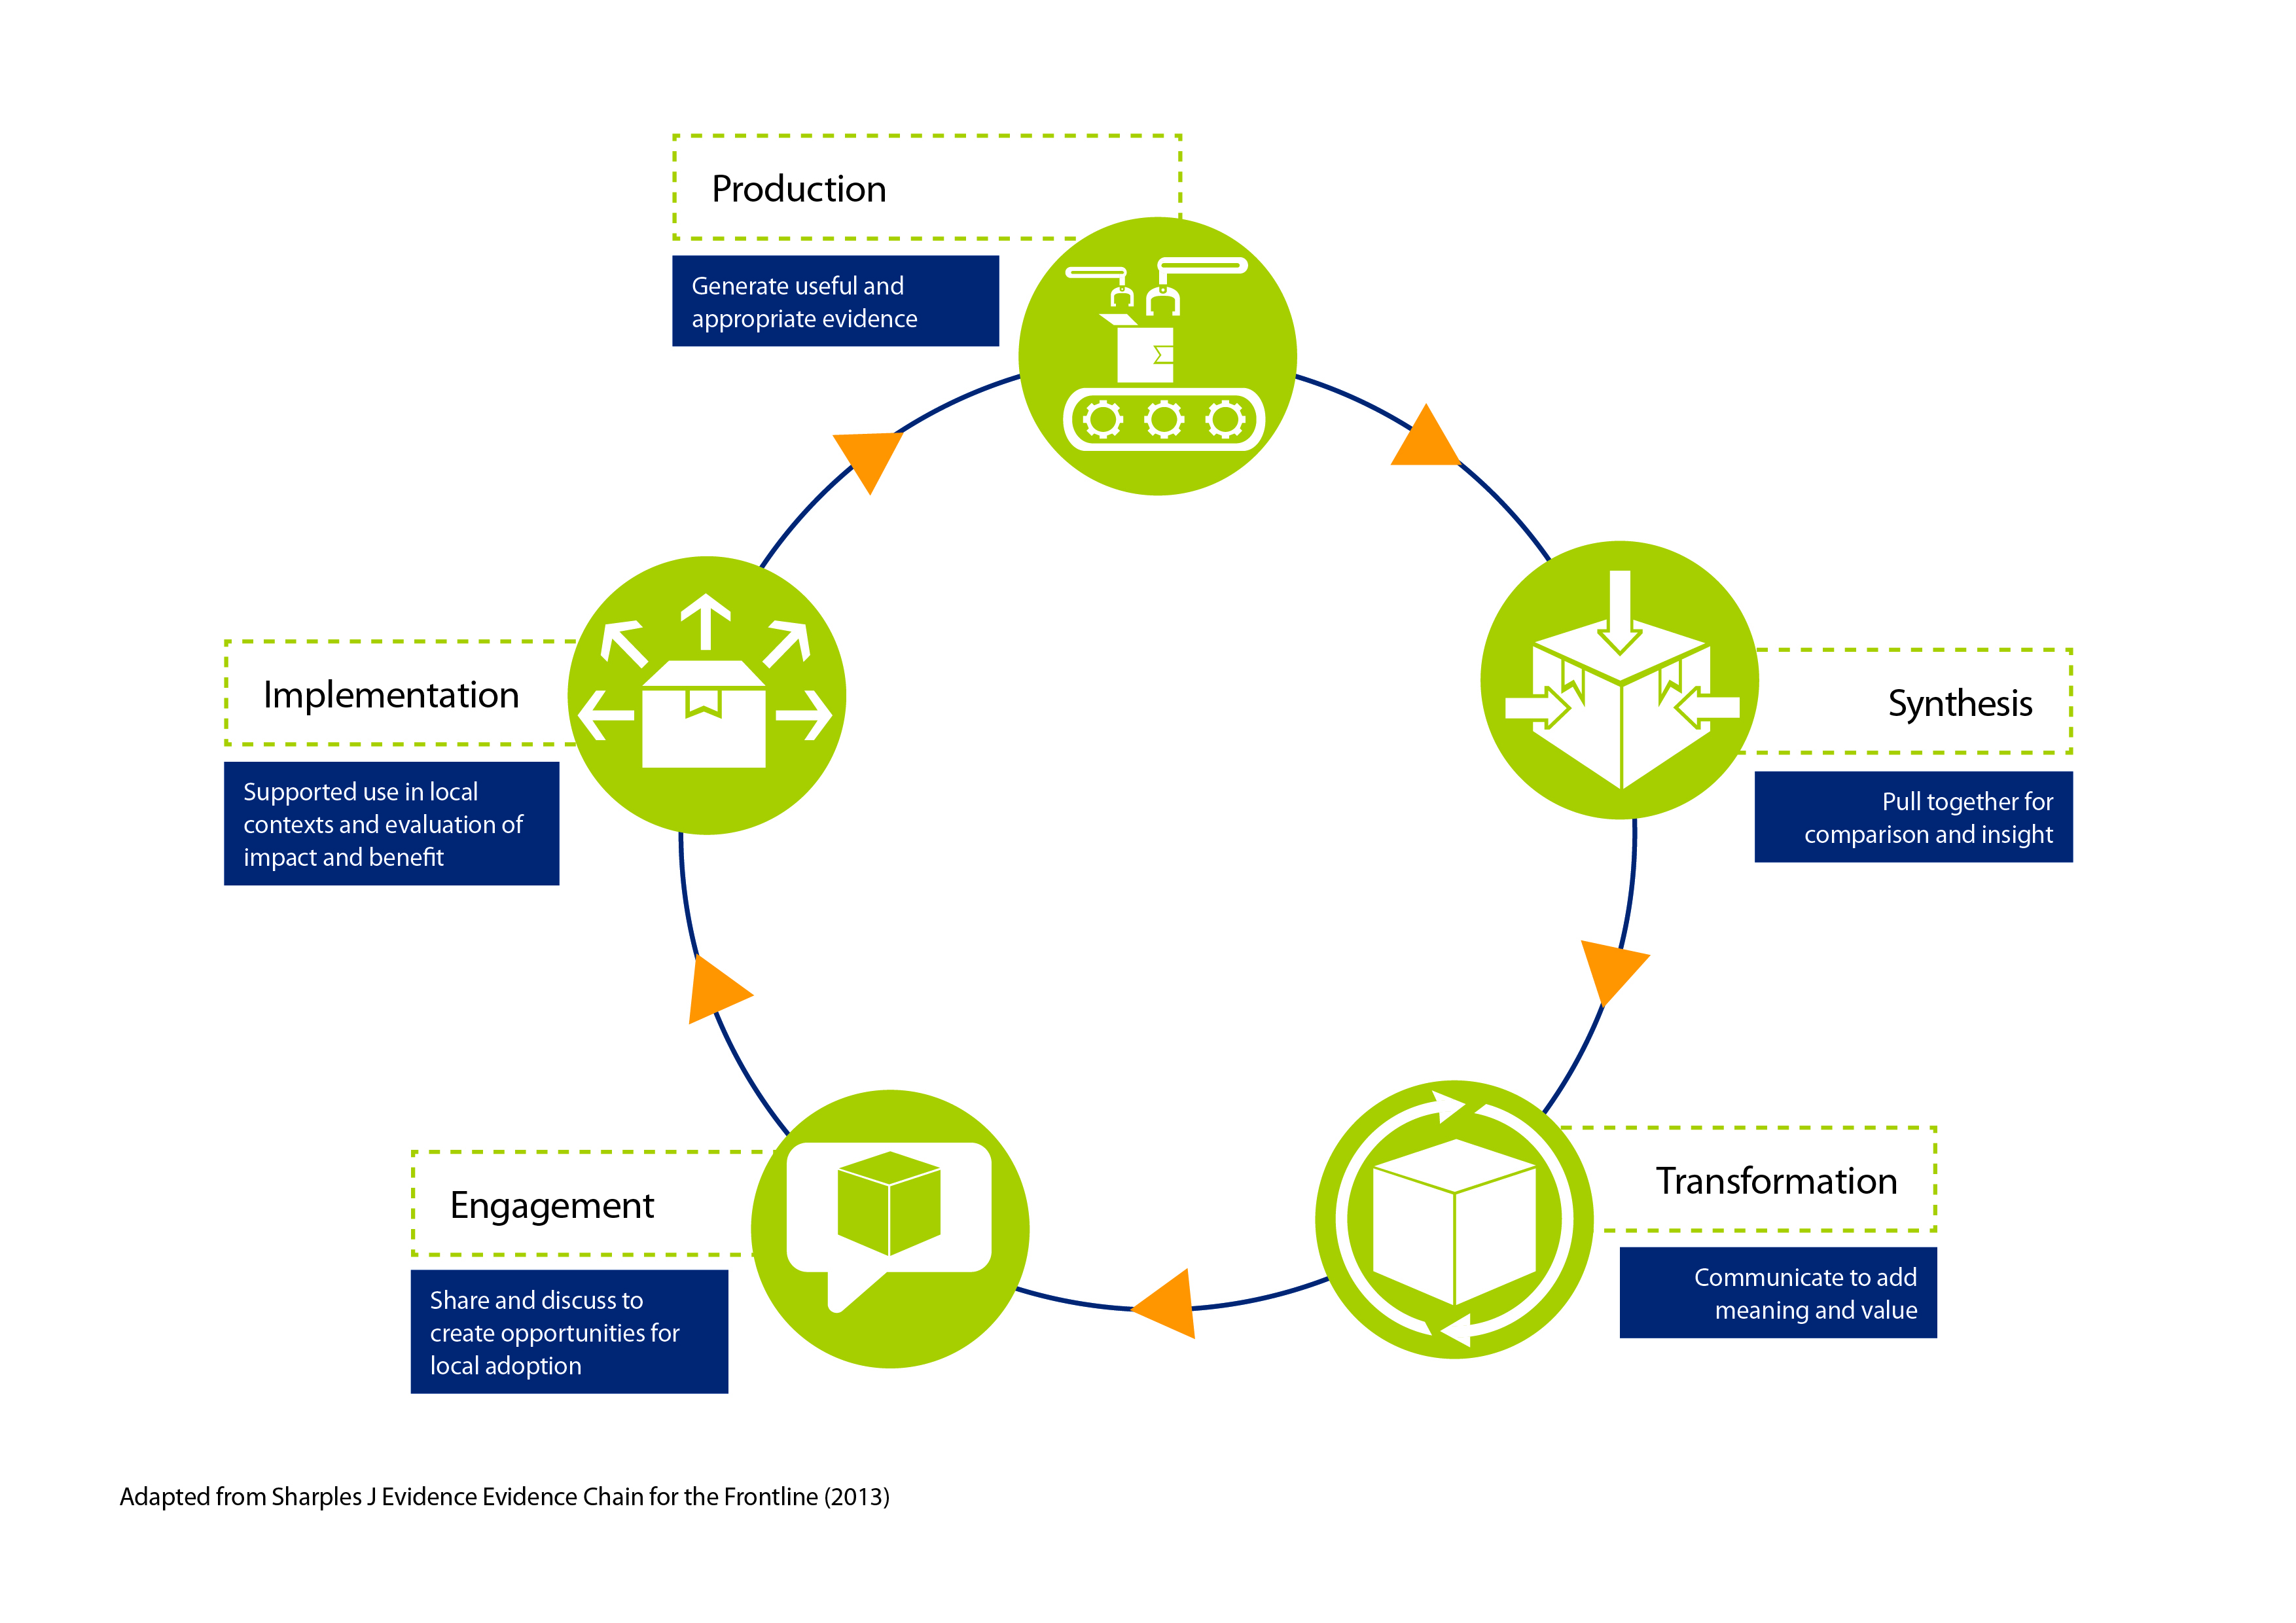 Production
Generate useful and
appropriate evidence
Synthesis
Pull together for
comparison and insight
Transformation
Communicate to add
meaning and value
Engagement
Share and discuss to
create opportunities for
local adoption
Implementation
Supported use in local
contexts and evaluation of
impact and benefit
Adapted from Sharples J Evidence Evidence Chain for the Frontline (2013)